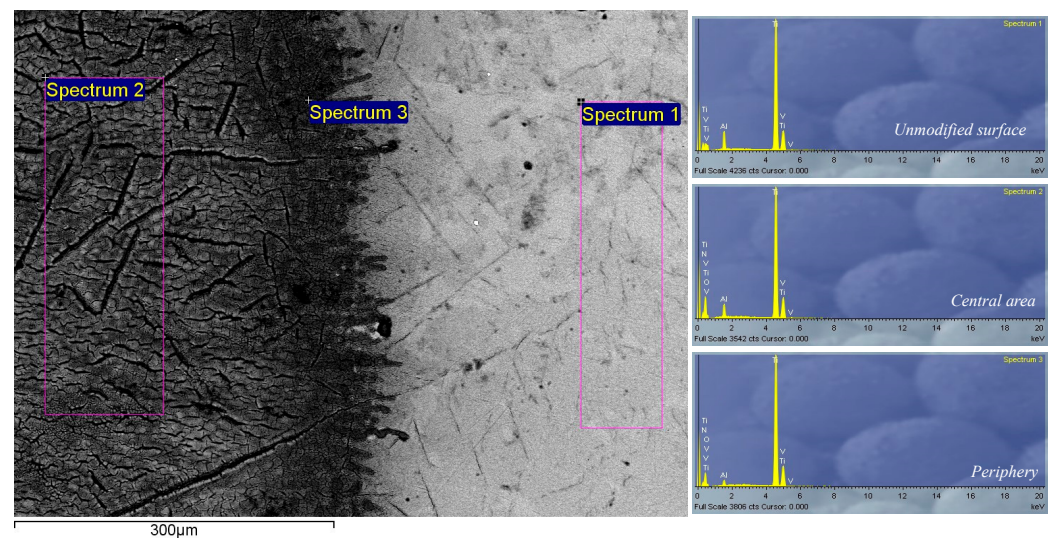 Spectrum 2
Spectrum 3
Spectrum 1
300µm
Spectrum 1
Ti
Ti
V
Ti
V
Al
V
Ti
V
Unmodified surface
0 2 4 6 8 10 12 14 16 18 20
Full Scale 4236 cts Cursor: 0.000 keV
Spectrum 2
Ti
Ti
N
V
Ti
O
V
Al
V
Ti
V
Central area
0 2 4 6 8 10 12 14 16 18 20
Full Scale 3542 cts Cursor: 0.000 keV
Spectrum 3
Ti
Ti
N
O
V
V
Ti
Al
V
Ti
V
Periphery
0 2 4 6 8 10 12 14 16 18 20
Full Scale 3806 cts Cursor: 0.000 keV